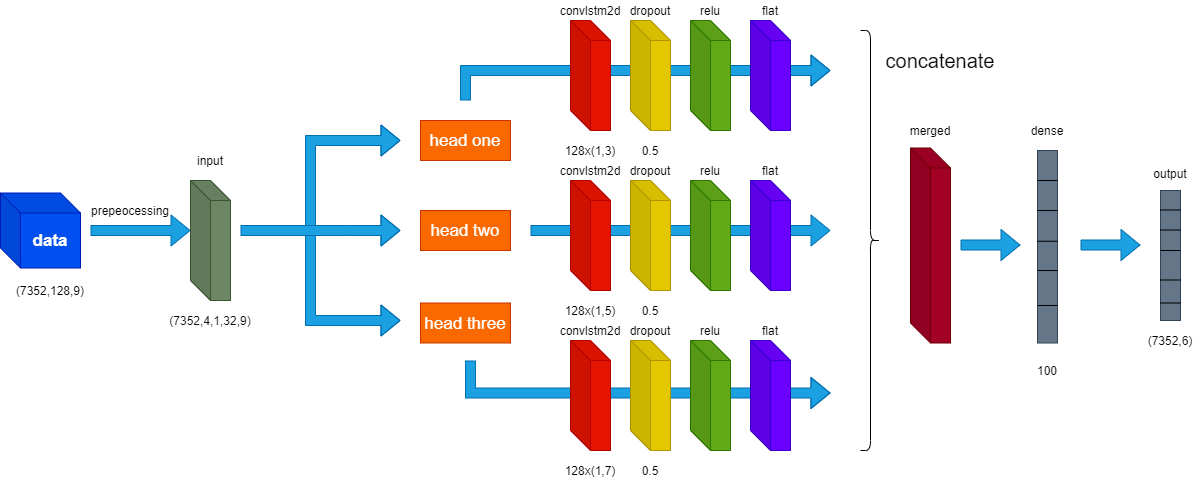 convlstm2d dropout relu flat
concatenate
head one
128x(1,3) 0.5
merged dense
input
convlstm2d dropout relu flat
output
prepeocessing
data
head two
(7352,128,9)
(7352,4,1,32,9)
128x(1,5) 0.5
head three
convlstm2d dropout relu flat
(7352,6)
100
128x(1,7) 0.5